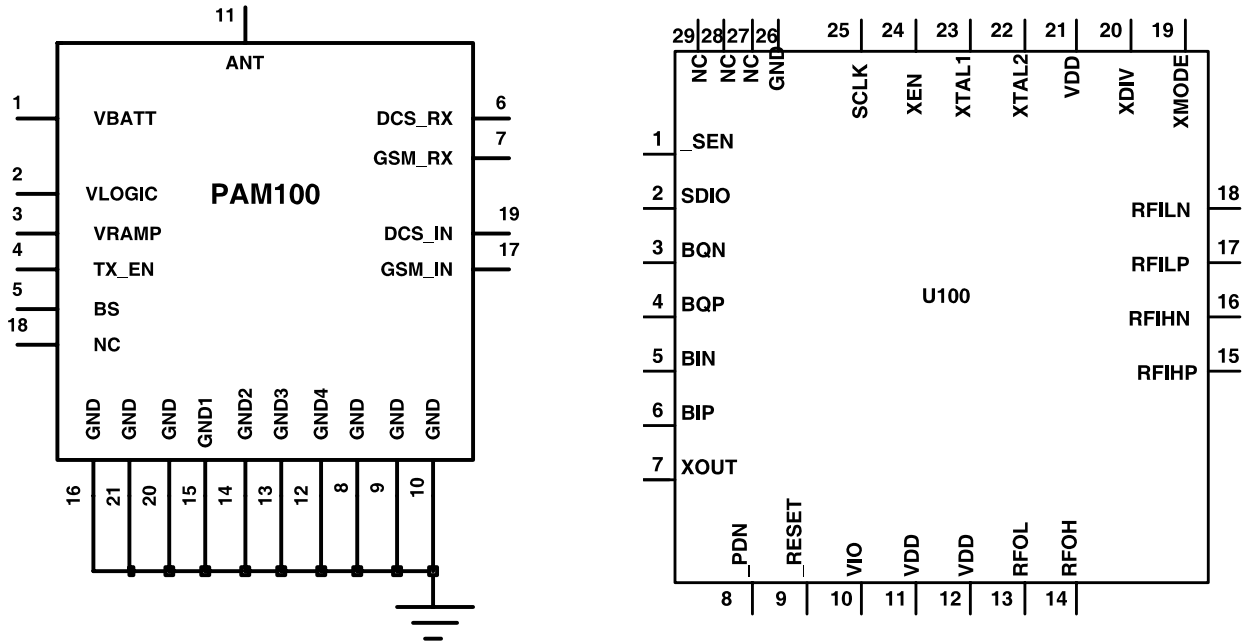 11
ANT
1
VBATT
DCS_RX
6
GSM_RX
7
2
VLOGIC
PAM100
3
VRAMP
DCS_IN
19
4
TX_EN
GSM_IN
17
5
BS
18
NC
GND
GND
GND
GND1
GND2
GND3
GND4
GND
GND
GND
16
21
20
15
14
13
12
8
9
10
29
28
27
26
25
24
23
22
21
20
19
NC
NC
NC
GND
SCLK
XEN
XTAL1
XTAL2
VDD
XDIV
XMODE
1
_SEN
2
SDIO
RFILN
18
3
BQN
RFILP
17
4
BQP
U100
RFIHN
16
5
BIN
RFIHP
15
6
BIP
7
XOUT
_PDN
_RESET
VIO
VDD
VDD
RFOL
RFOH
8
9
10
11
12
13
14